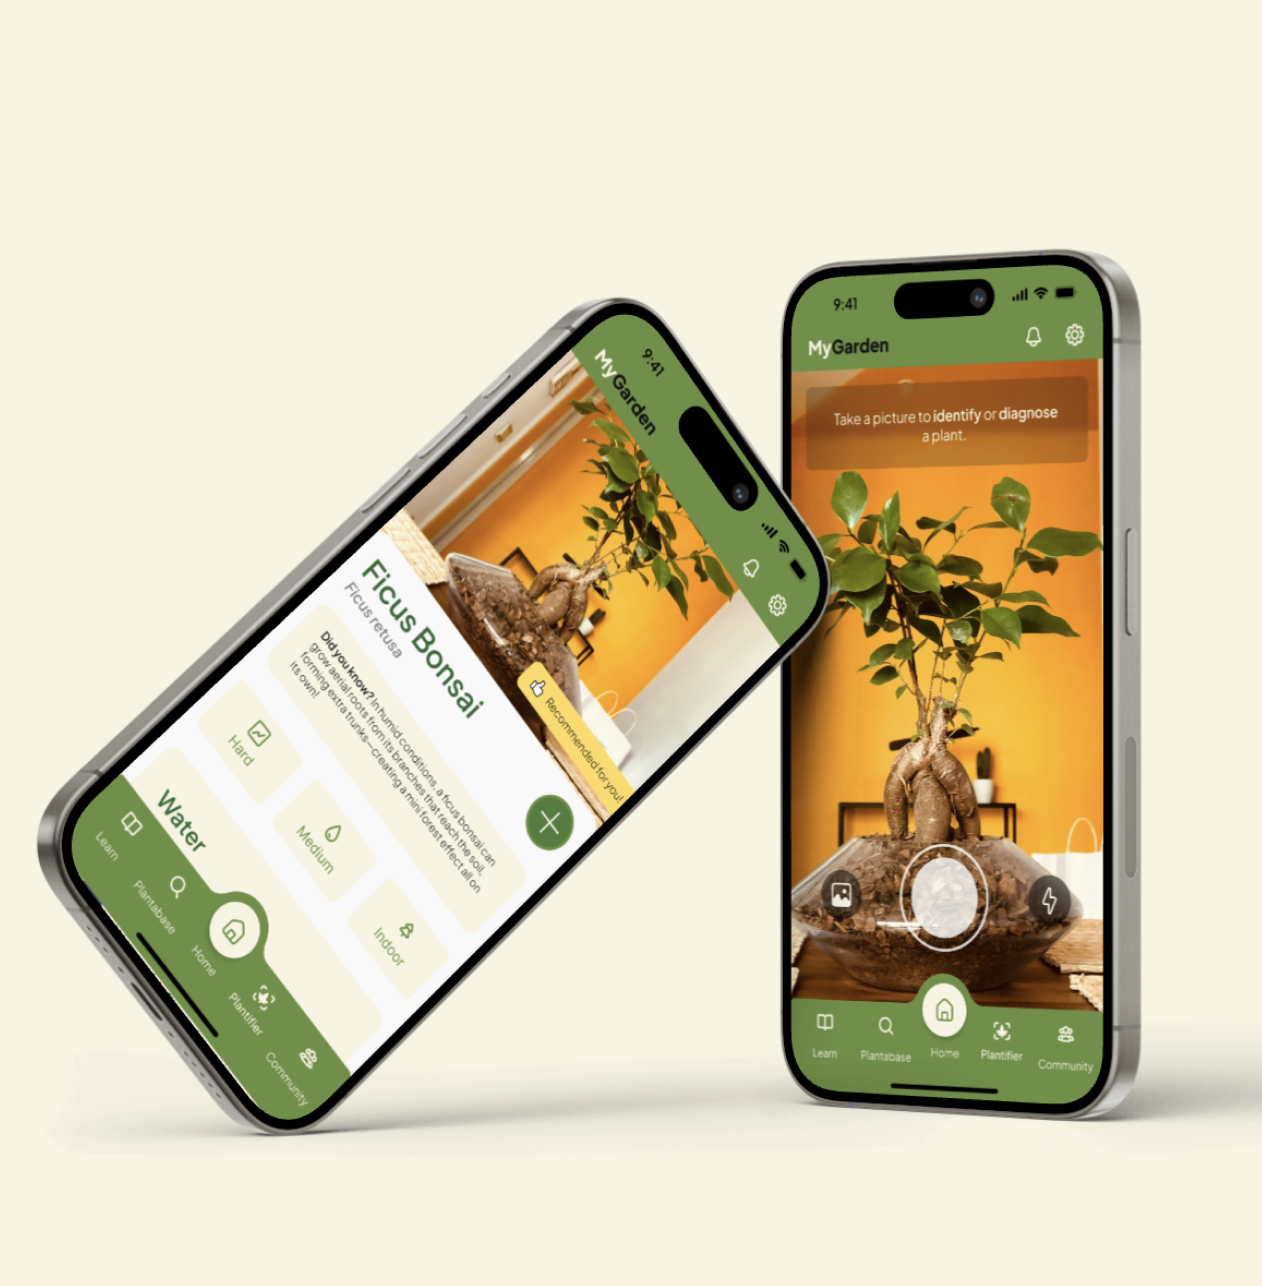 9:41
MyGarden
Ficus Bonsai
Ficus retusa
Recommended for you!
Did you know? In humid conditions, a ficus bonsai can
grow aerial roots from its branches that reach the soil,
forming extra trunks—creating a mini forest effect all on
its own!
Hard
Medium
Indoor
Water
Learn
Plantabase
Home
Plantifier
Community
9:41
MyGarden
Take a picture to identify or diagnose
a plant.
Learn
Plantabase
Home
Plantifier
Community